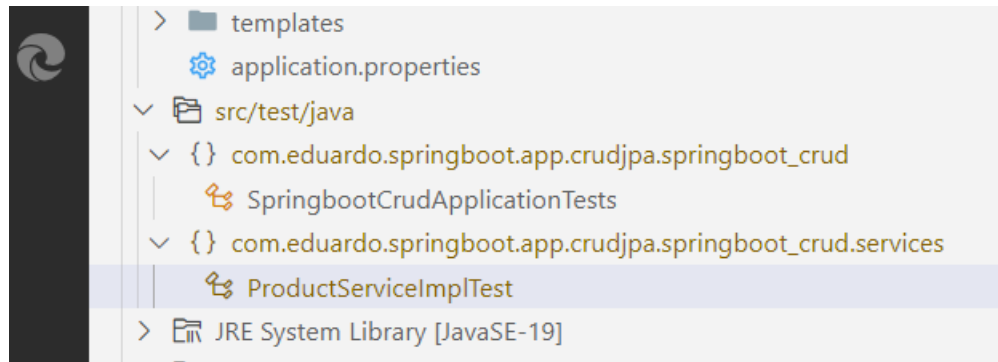 templates
application.properties
src/test/java
{} com.eduardo.springboot.app.crudjpa.springboot_crud
SpringbootCrudApplicationTests
{} com.eduardo.springboot.app.crudjpa.springboot_crud.services
ProductServiceImplTest
JRE System Library [JavaSE-19]